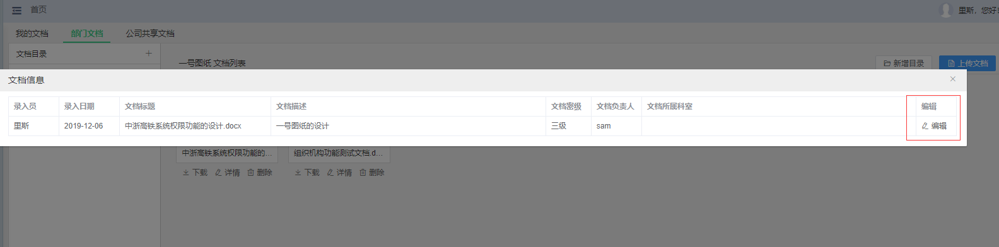 首页
里斯，您好!
我的文档 部门文档 公司共享文档
文档目录 +
一号图纸 文档列表 新增目录 上传文档
文档信息 ×
录入员 录入日期 文档标题 文档描述 文档密级 文档负责人 文档所属科室 编辑
里斯 2019-12-06 中浙高铁系统权限功能的设计.docx 一号图纸的设计 三级 sam 编辑
中浙高铁系统权限功能的... 组织机构功能测试文档.d...
下载 详情 删除 下载 详情 删除